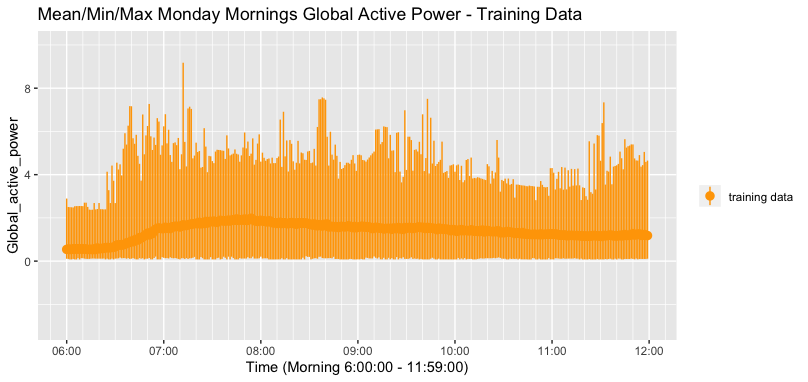 Mean/Min/Max Monday Mornings Global Active Power - Training Data
Global_active_power
8
4
0
training data
06:00 07:00 08:00 09:00 10:00 11:00 12:00
Time (Morning 6:00:00 - 11:59:00)